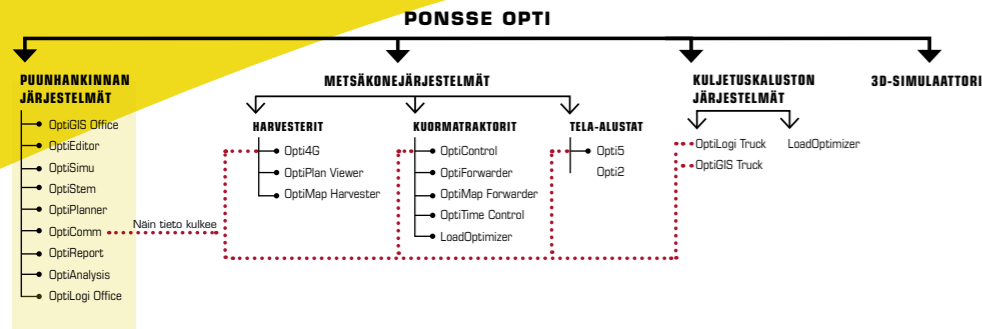 PONSSE OPTI
PUUNHANKINNAN
JÄRJESTELMÄT
OptiGIS Office
OptiEditor
OptiSimu
OptiStem
OptiPlanner
OptiComm
OptiReport
OptiAnalysis
OptiLogi Office
Näin tieto kulkee
METSÄKONEJÄRJESTELMÄT
HARVESTERIT
Opti4G
OptiPlan Viewer
OptiMap Harvester
KUORMATRAKTORIT
OptiControl
OptiForwarder
OptiMap Forwarder
OptiTime Control
LoadOptimizer
TELA-ALUSTAT
Opti5
Opti2
KULJETUSKALUSTON
JÄRJESTELMÄT
OptiLogi Truck
OptiGIS Truck
LoadOptimizer
3D-SIMULAATTORI